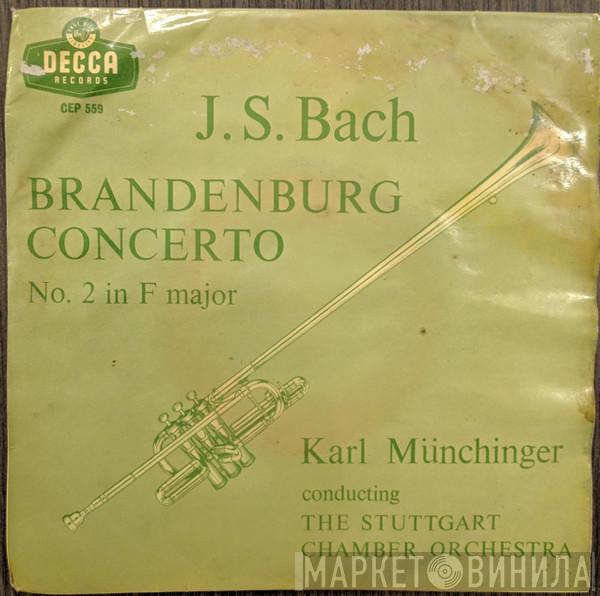 DECCA
RECORDS
CEP 559
J. S. Bach
BRANDENBURG
CONCERTO
No. 2 in F major
Karl Münchinger
conducting
THE STUTTGART
CHAMBER ORCHESTRA
МАРКЕТ ВИНИЛА